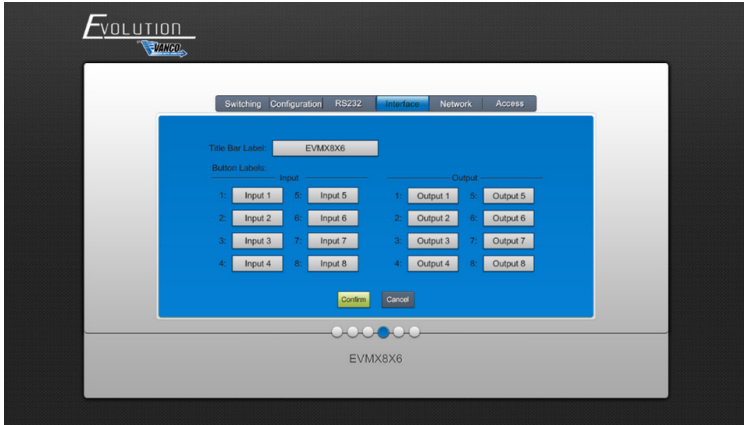 EVOLUTION
VANCO
Switching Configuration RS232 Interface Network Access
Title Bar Label: EVMX8X6
Button Labels:
Input Output
1: Input 1 5: Input 5 1: Output 1 5: Output 5
2: Input 2 6: Input 6 2: Output 2 6: Output 6
3: Input 3 7: Input 7 3: Output 3 7: Output 7
4: Input 4 8: Input 8 4: Output 4 8: Output 8
Confirm Cancel
EVMX8X6